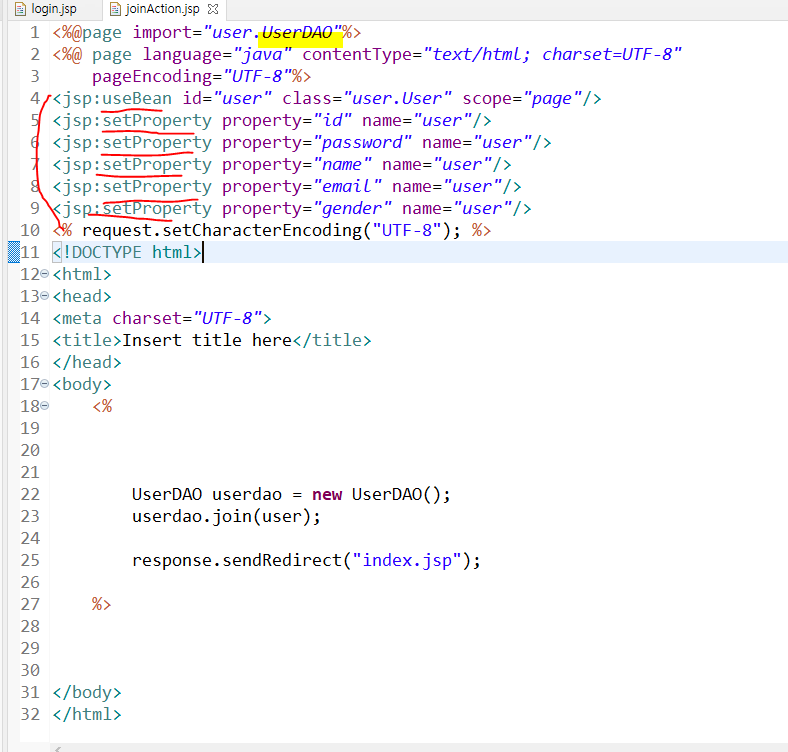 login.jsp joinAction.jsp
1 <%@page import="user.UserDAO"%>
2 <%@ page language="java" contentType="text/html; charset=UTF-8"
3 pageEncoding="UTF-8"%>
4 <jsp:useBean id="user" class="user.User" scope="page"/>
5 <jsp:setProperty property="id" name="user"/>
6 <jsp:setProperty property="password" name="user"/>
7 <jsp:setProperty property="name" name="user"/>
8 <jsp:setProperty property="email" name="user"/>
9 <jsp:setProperty property="gender" name="user"/>
10 <% request.setCharacterEncoding("UTF-8"); %>
11 <!DOCTYPE html>
12 <html>
13 <head>
14 <meta charset="UTF-8">
15 <title>Insert title here</title>
16 </head>
17 <body>
18 <%
19
20
21
22 UserDAO userdao = new UserDAO();
23 userdao.join(user);
24
25 response.sendRedirect("index.jsp");
26
27 %>
28
29
30
31 </body>
32 </html>